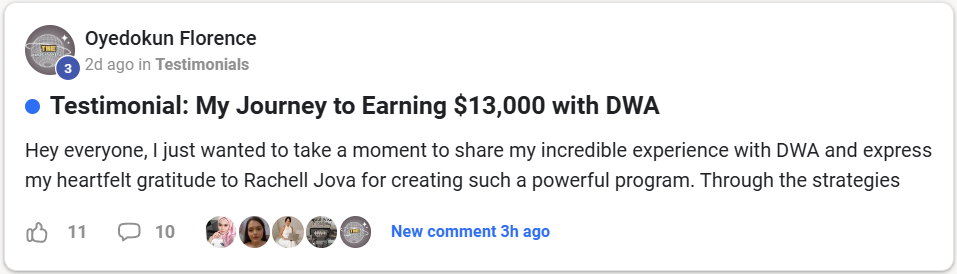 Oyedokun Florence
3
2d ago in Testimonials
Testimonial: My Journey to Earning $13,000 with DWA
Hey everyone, I just wanted to take a moment to share my incredible experience with DWA and express
my heartfelt gratitude to Rachell Jova for creating such a powerful program. Through the strategies
11 10 New comment 3h ago